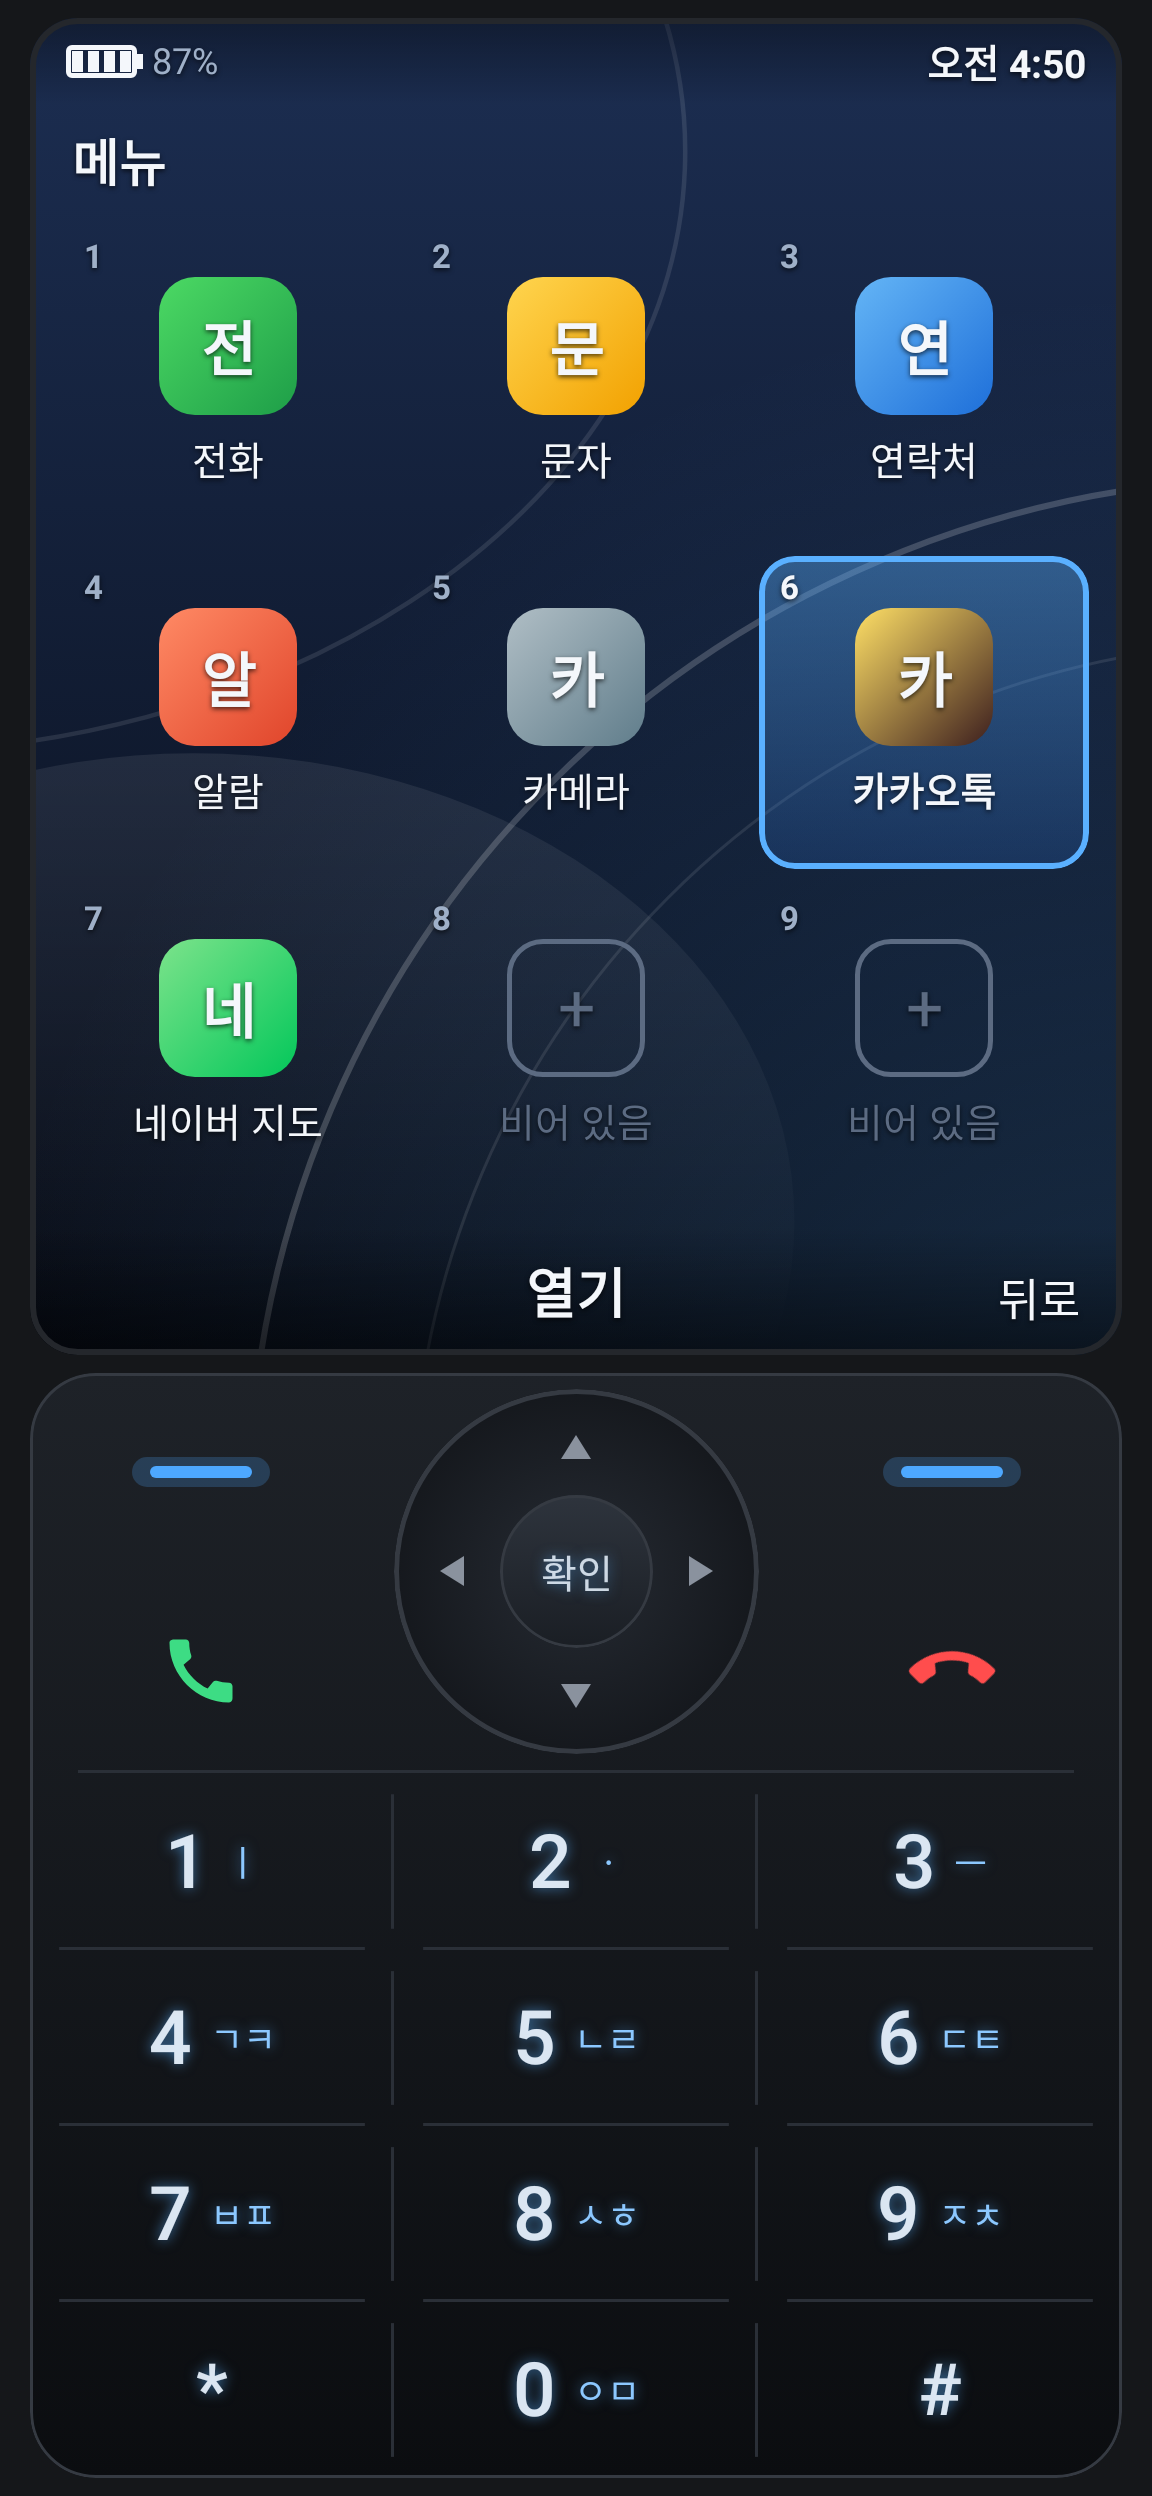 87% 오전 4:50
메뉴
1 2 3
전 문 연
전화 문자 연락처
4 5 6
알 카 카
알람 카메라 카카오톡
7 8 9
네 + +
네이버 지도 비어 있음 비어 있음
열기 뒤로
확인
1 ㅣ 2 · 3 ㅡ
4 ㄱㅋ 5 ㄴㄹ 6 ㄷㅌ
7 ㅂㅍ 8 ㅅㅎ 9 ㅈㅊ
* 0 ㅇㅁ #